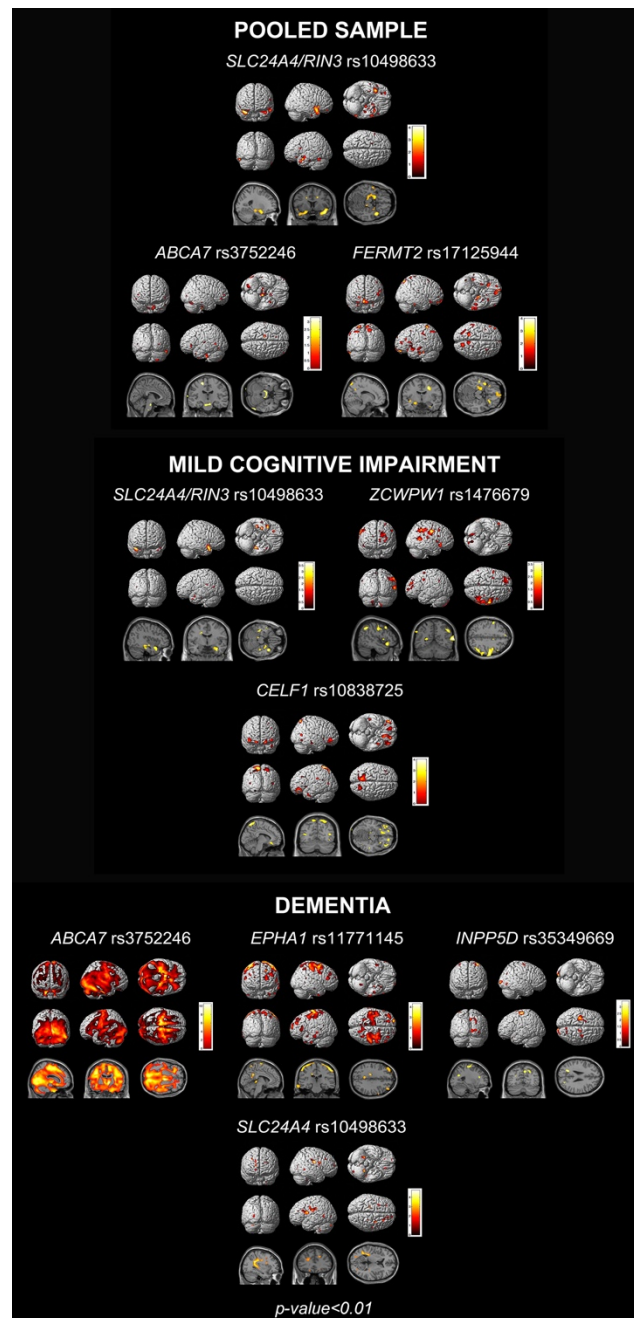 POOLED SAMPLE
SLC24A4/RIN3 rs10498633
ABCA7 rs3752246
FERMT2 rs17125944
MILD COGNITIVE IMPAIRMENT
SLC24A4/RIN3 rs10498633
ZCWPW1 rs1476679
CELF1 rs10838725
DEMENTIA
ABCA7 rs3752246
EPHA1 rs11771145
INPP5D rs35349669
SLC24A4 rs10498633
p-value<0.01